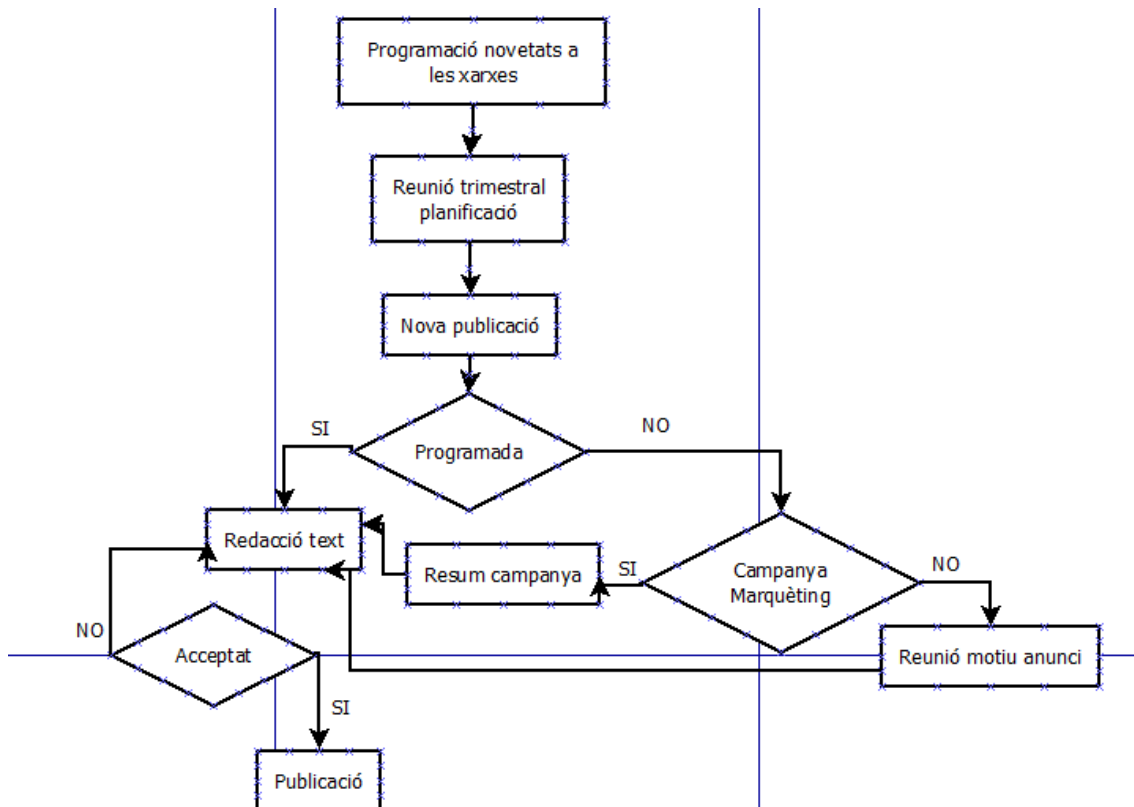 Programació novetats a
les xarxes
Reunió trimestral
planificació
Nova publicació
Programada
SI
NO
Redacció text
Resum campanya
SI
Campanya
Marquèting
NO
Reunió motiu anunci
NO
Acceptat
SI
Publicació